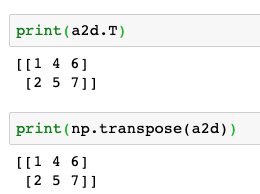 print(a2d.T)
[[1 4 6]
 [2 5 7]]
print(np.transpose(a2d))
[[1 4 6]
 [2 5 7]]